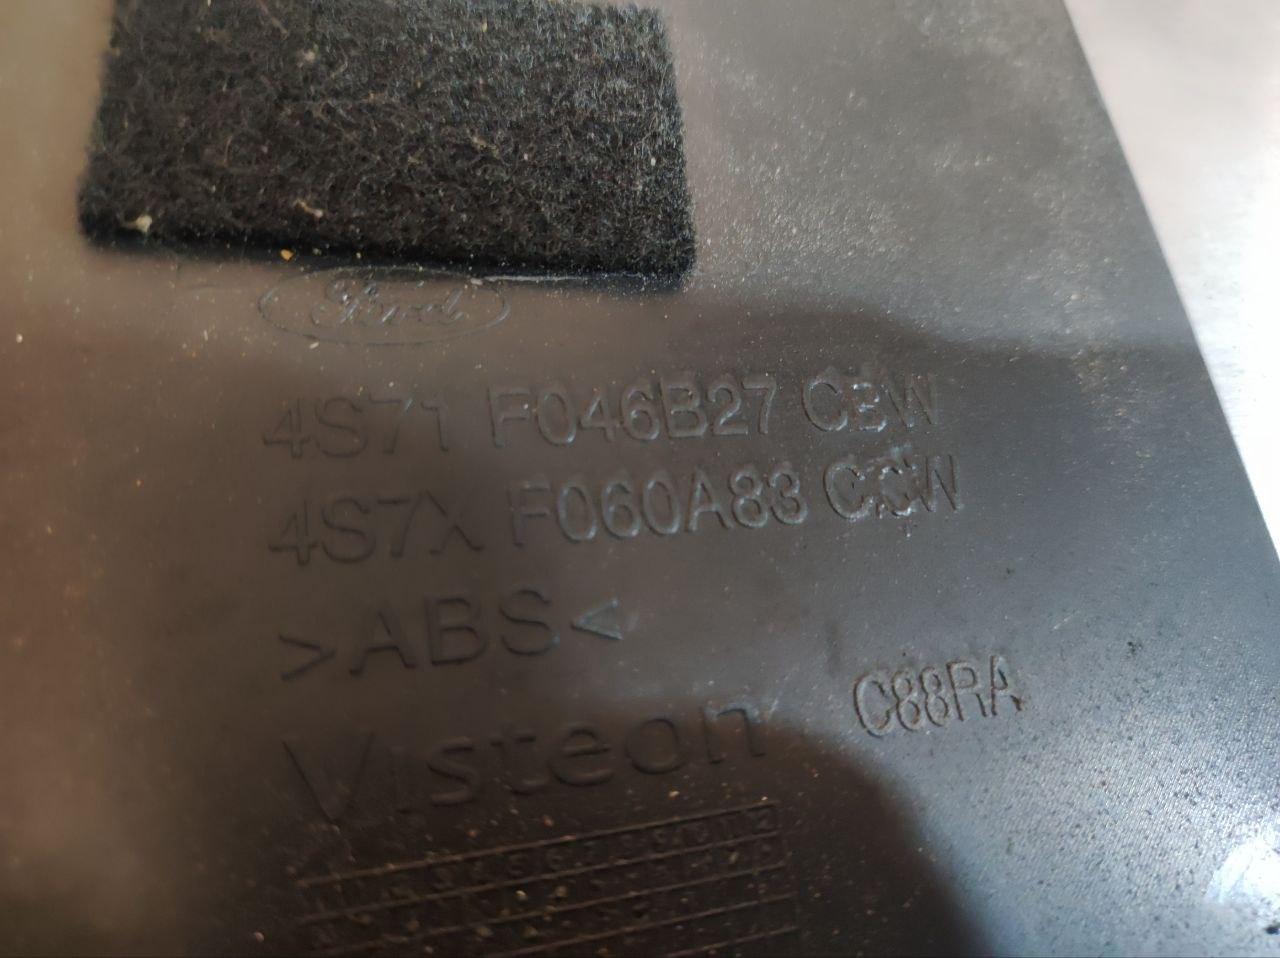 Ford
4S71 F046B27 CBW
4S7X F060A83 CCW
>ABS<
C88RA
Visteon